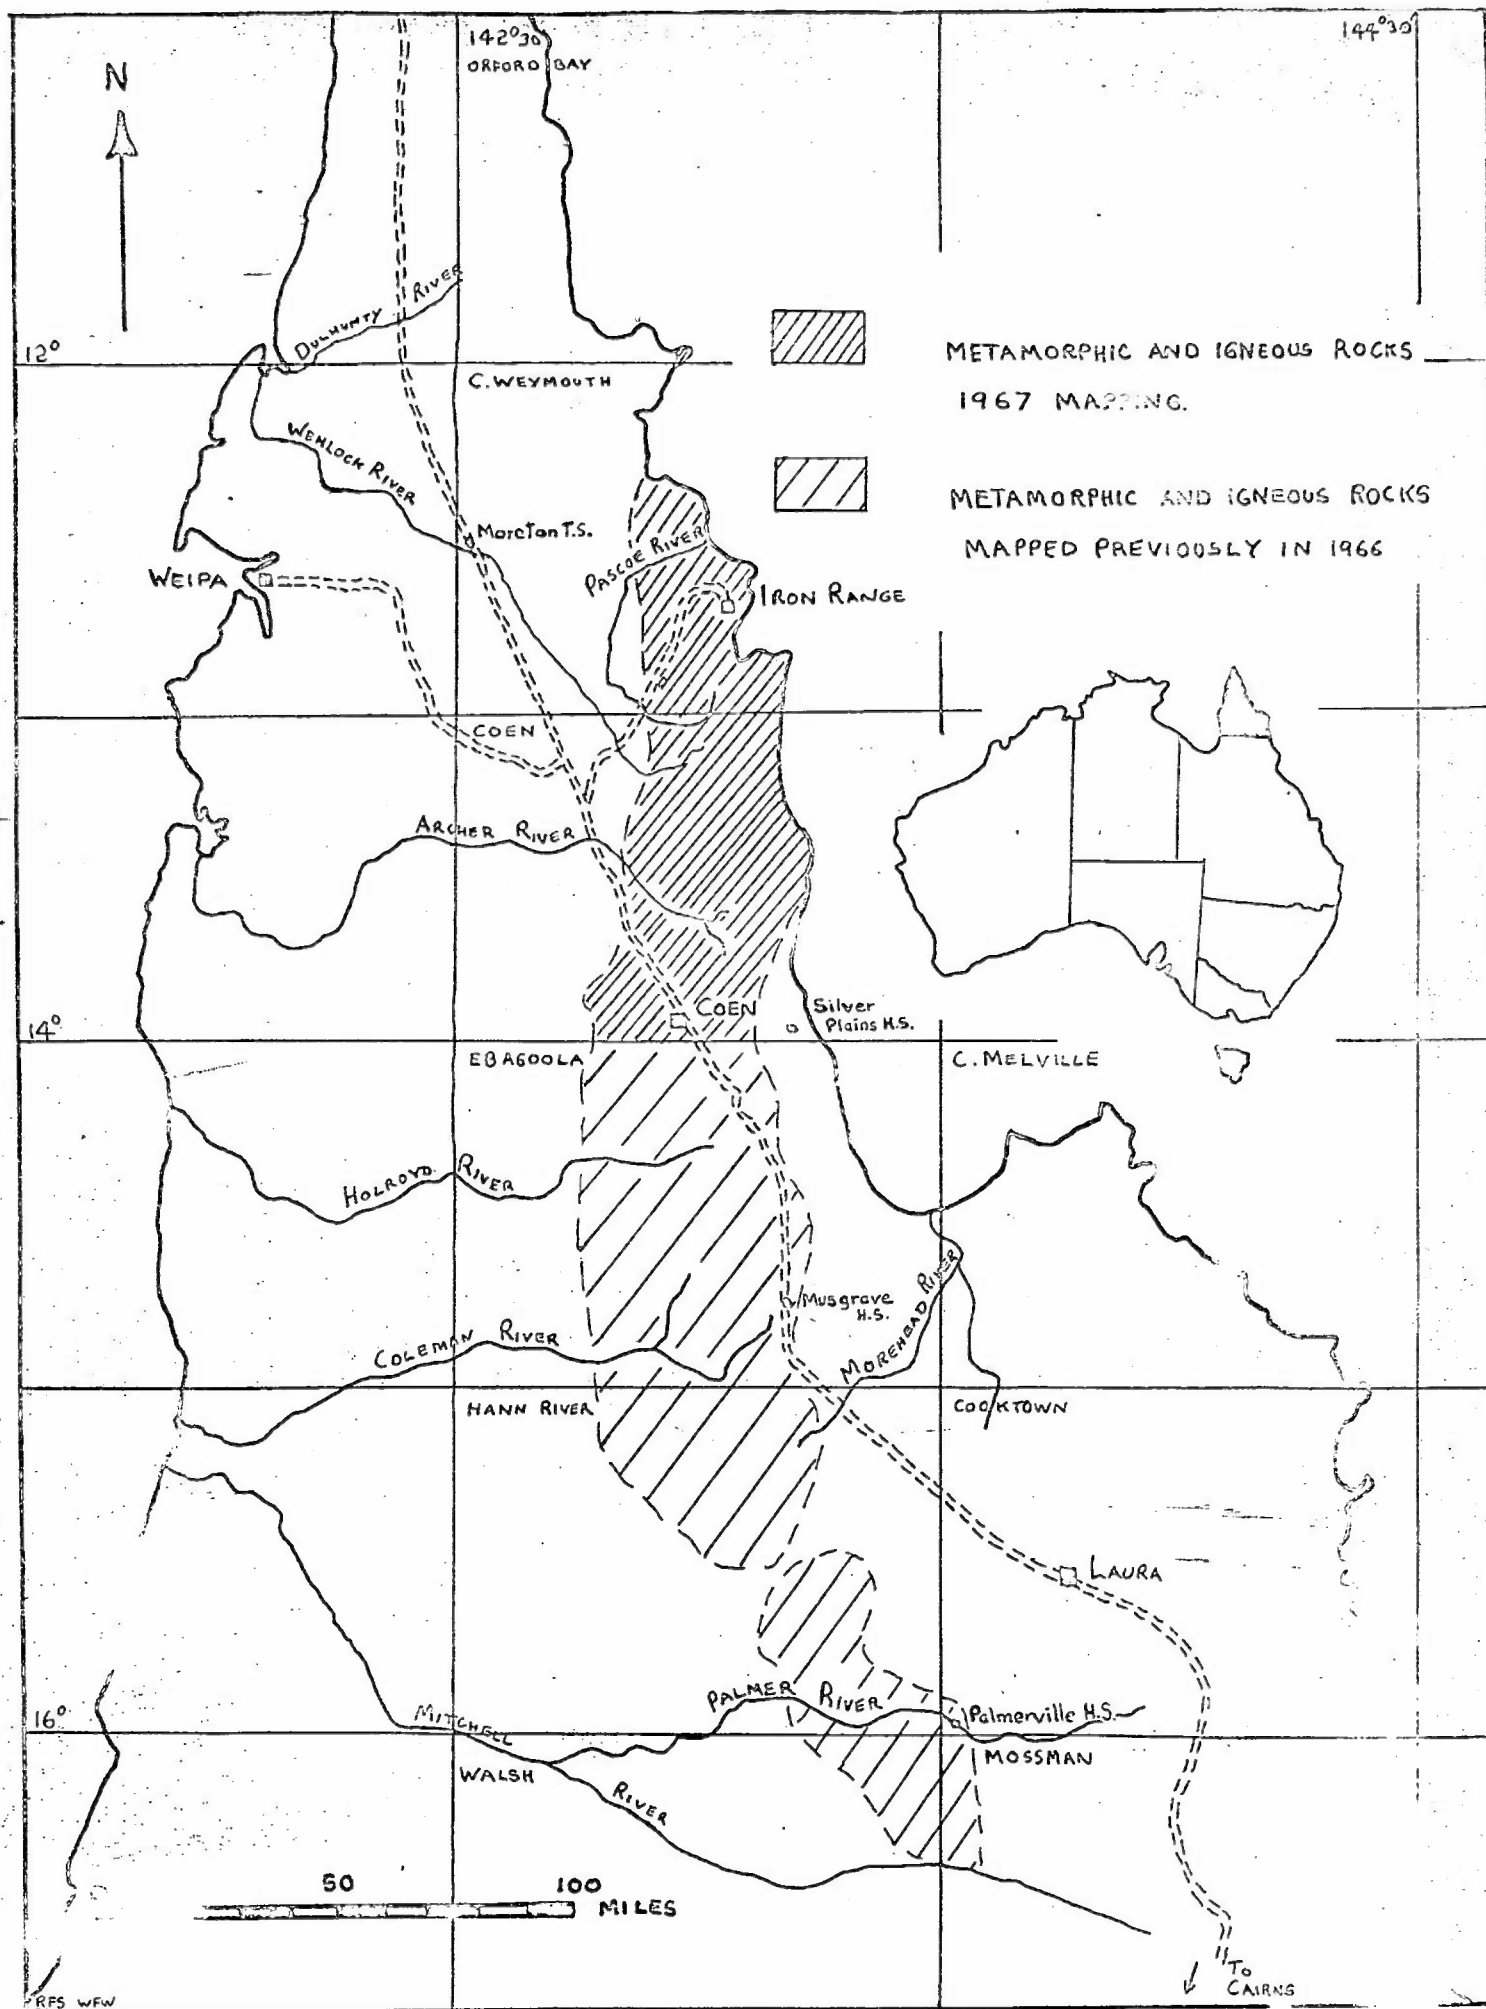 142°30'
144°30'
ORFORD BAY
N
DULHUNTY RIVER
12°
C. WEYMOUTH
METAMORPHIC AND IGNEOUS ROCKS
1967 MAPPING.
WENLOCK RIVER
METAMORPHIC AND IGNEOUS ROCKS
MAPPED PREVIOUSLY IN 1966
Moreton T.S.
PASCOE RIVER
WEIPA
IRON RANGE
COEN
ARCHER RIVER
COEN
Silver
Plains H.S.
14°
EBAGOOLA
C. MELVILLE
HOLROYD RIVER
Musgrave
H.S.
MOREHEAD RIVER
COLEMAN RIVER
HANN RIVER
COOKTOWN
LAURA
PALMER RIVER
Palmerville H.S.
16°
MITCHELL
RIVER
MOSSMAN
WALSH
50
100
MILES
TO
CAIRNS
RFS WFW